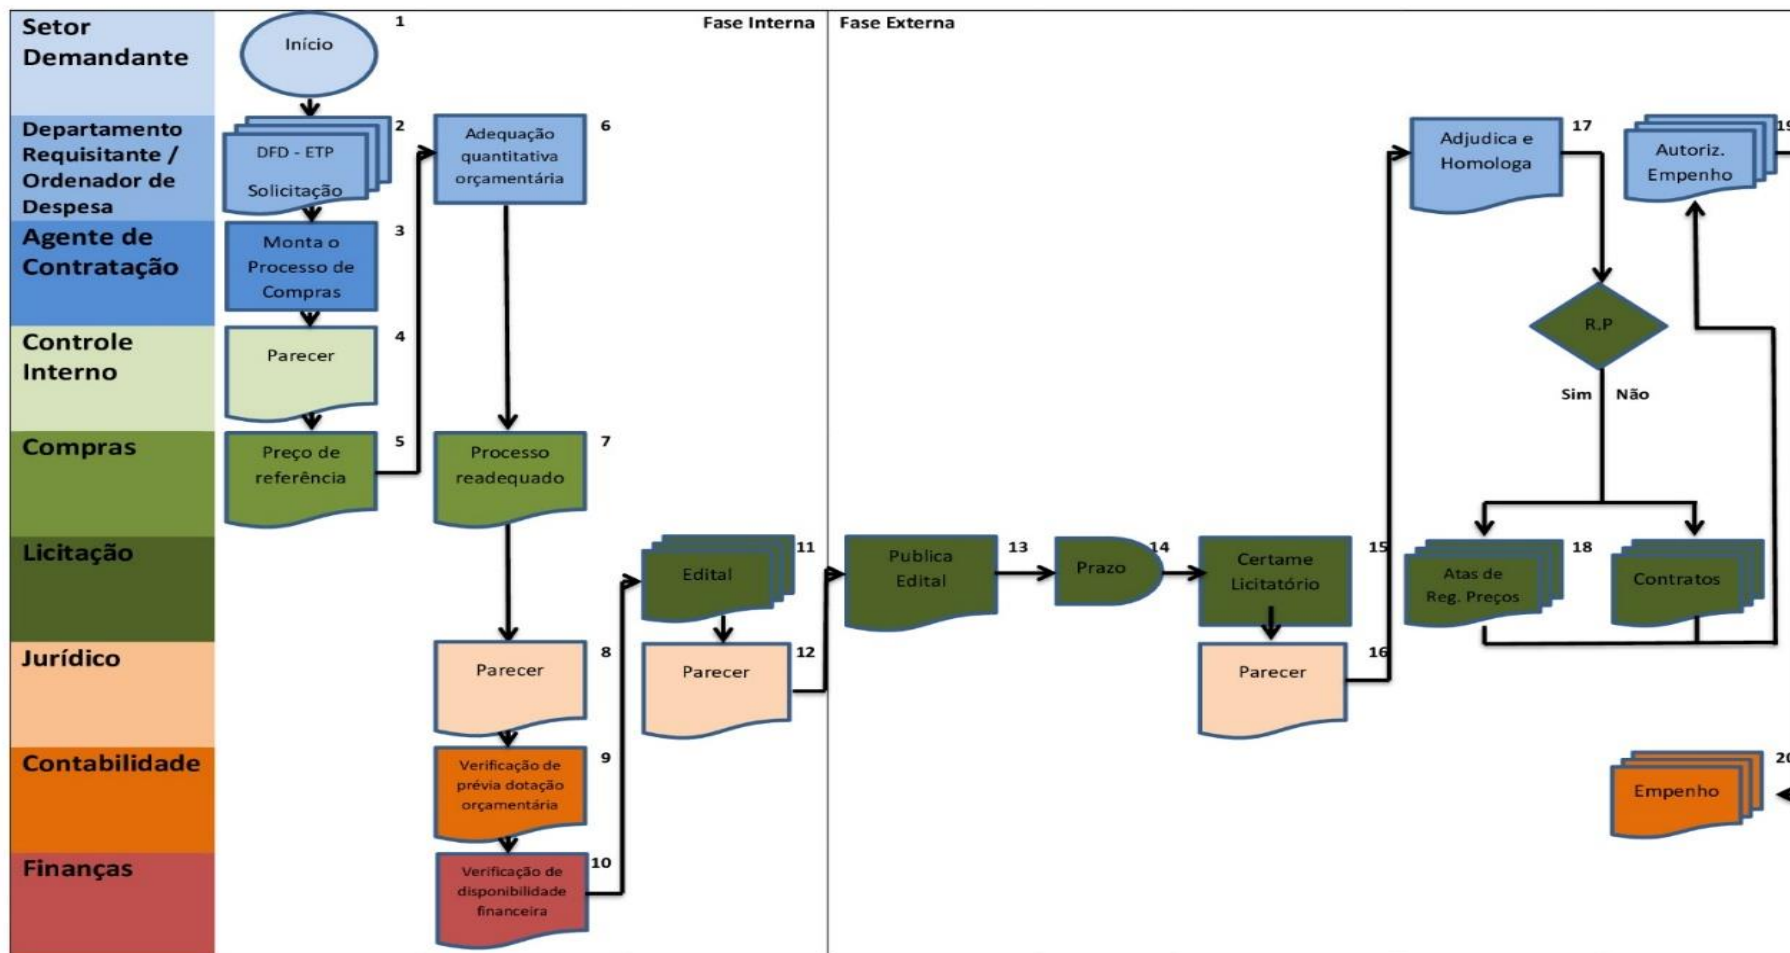 Setor
Demandante
1
Início
Fase Interna
Fase Externa
Departamento
Requisitante /
Ordenador de
Despesa
2
DFD - ETP
Solicitação
6
Adequação
quantitativa
orçamentária
17
Adjudica e
Homologa
19
Autoriz.
Empenho
Agente de
Contratação
3
Monta o
Processo de
Compras
Controle
Interno
4
Parecer
R.P
Sim
Não
Compras
5
Preço de
referência
7
Processo
readequado
Licitação
11
Edital
13
Publica
Edital
14
Prazo
15
Certame
Licitatório
18
Atas de
Reg. Preços
Contratos
Jurídico
8
Parecer
12
Parecer
16
Parecer
Contabilidade
9
Verificação de
prévia dotação
orçamentária
20
Empenho
Finanças
10
Verificação de
disponibilidade
financeira